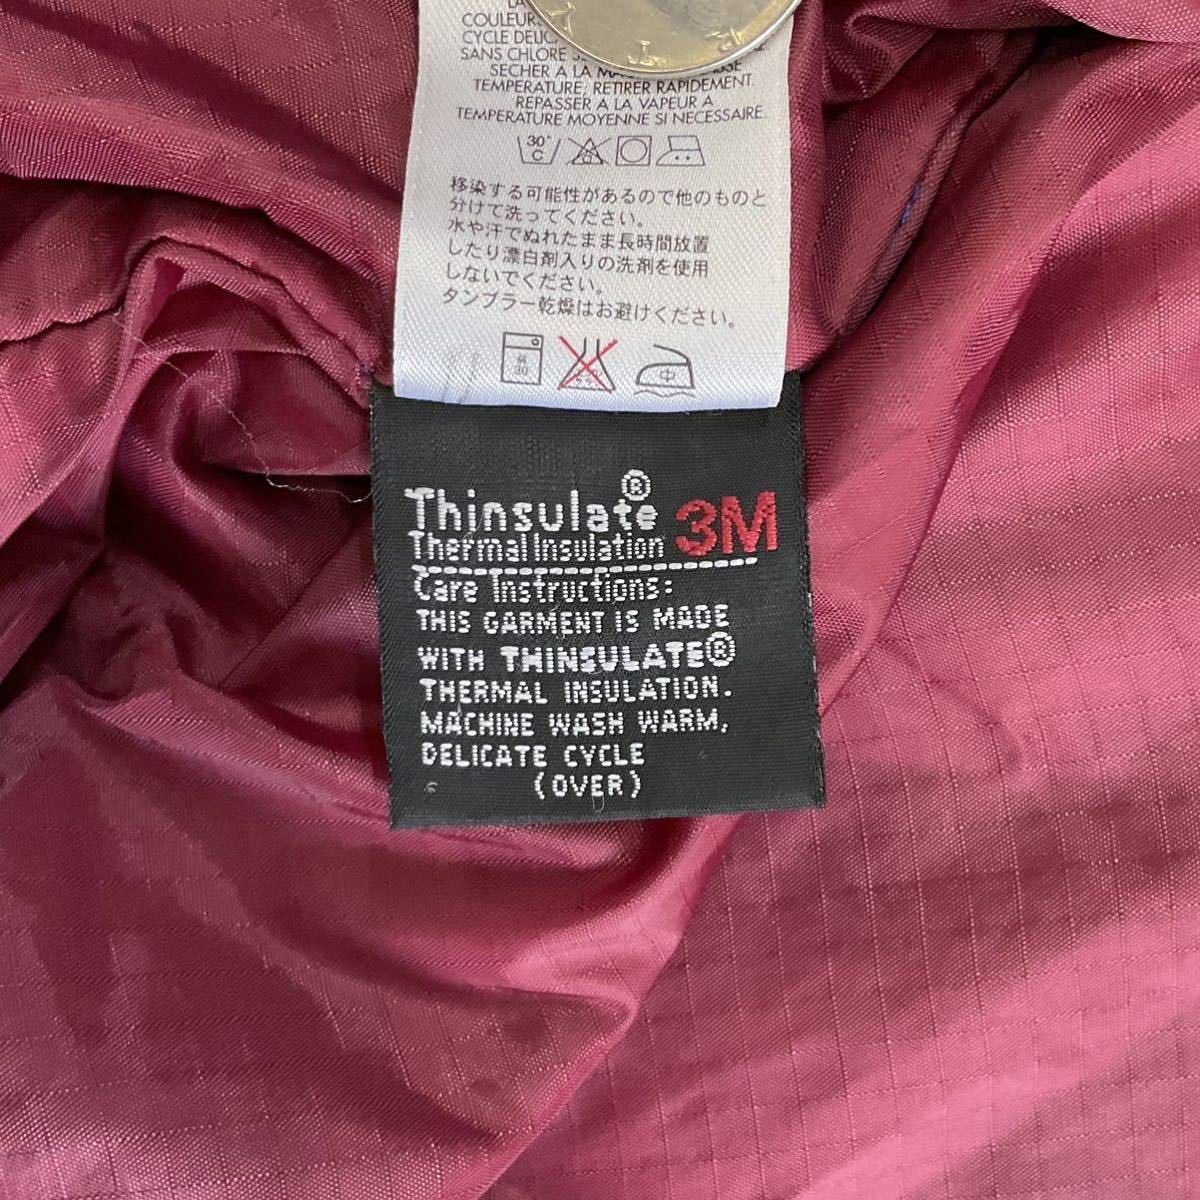 LA
COULEURS
CYCLE DELIC
SANS CHLORE
SECHER A LA
TEMPERATURE; RETIRER RAPIDEMENT.
REPASSER A LA VAPEUR A
TEMPERATURE MOYENNE SI NECESSAIRE.
30°
C
移染する可能性があるので他のものと
分けて洗ってください。
水や汗でぬれたまま長時間放置
したり漂白剤入りの洗剤を使用
しないでください。
タンブラー乾燥はお避けください。
弱
30
中
Thinsulate® 3M
Thermal Insulation
Care Instructions:
THIS GARMENT IS MADE
WITH THINSULATE®
THERMAL INSULATION.
MACHINE WASH WARM,
DELICATE CYCLE
(OVER)